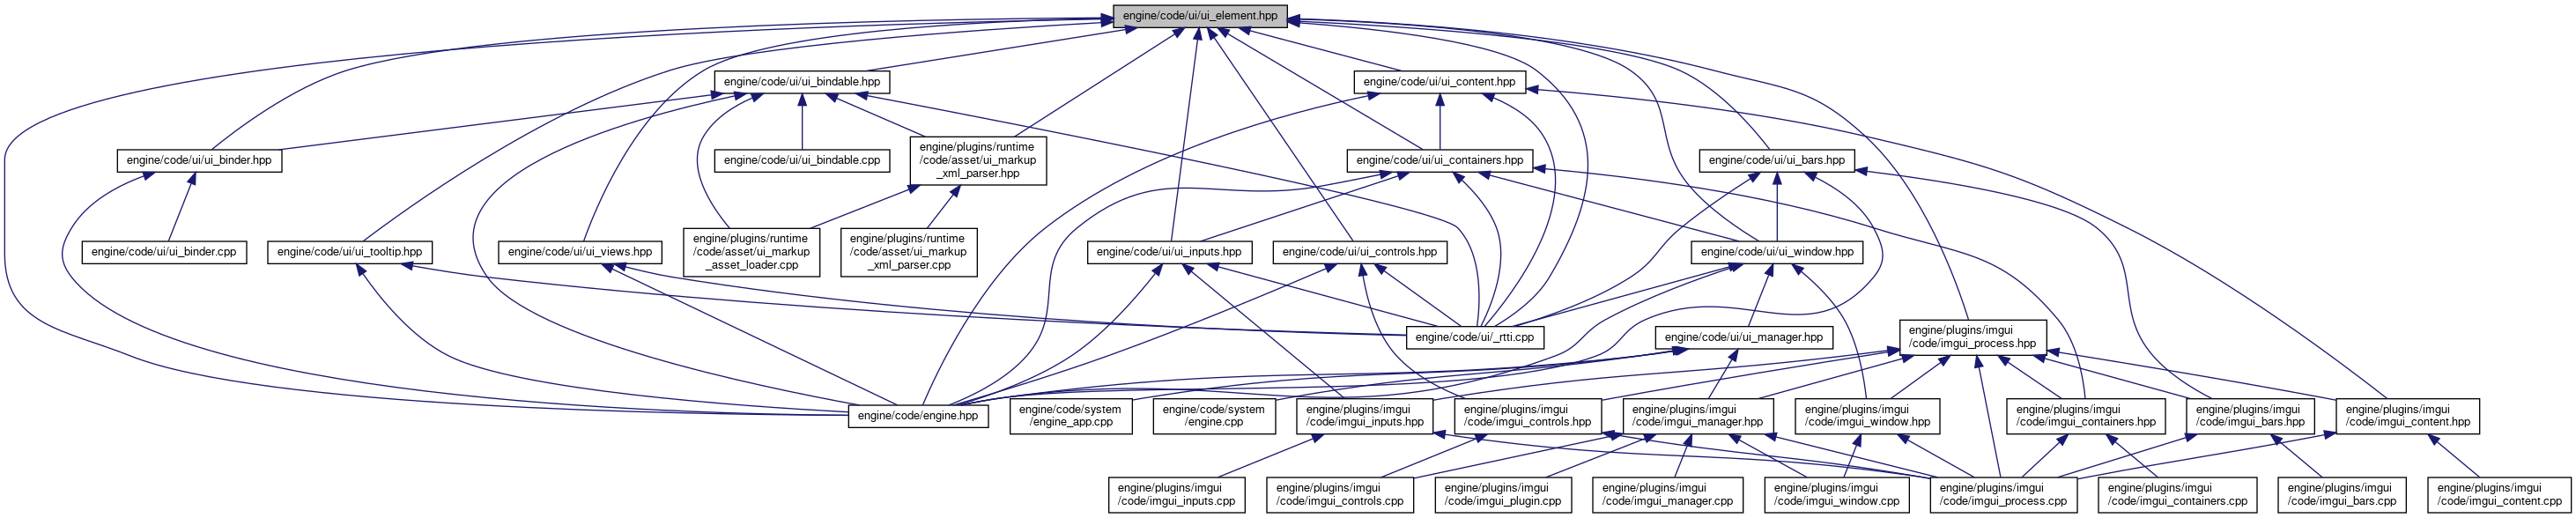 engine/code/ui/ui_element.hpp
engine/code/ui/ui_bindable.hpp
engine/code/ui/ui_content.hpp
engine/code/ui/ui_binder.hpp
engine/code/ui/ui_bindable.cpp
engine/plugins/runtime
/code/asset/ui_markup
_xml_parser.hpp
engine/code/ui/ui_containers.hpp
engine/code/ui/ui_bars.hpp
engine/code/ui/ui_binder.cpp
engine/code/ui/ui_tooltip.hpp
engine/code/ui/ui_views.hpp
engine/plugins/runtime
/code/asset/ui_markup
_asset_loader.cpp
engine/plugins/runtime
/code/asset/ui_markup
_xml_parser.cpp
engine/code/ui/ui_inputs.hpp
engine/code/ui/ui_controls.hpp
engine/code/ui/ui_window.hpp
engine/code/ui/_rtti.cpp
engine/code/ui/ui_manager.hpp
engine/plugins/imgui
/code/imgui_process.hpp
engine/code/engine.hpp
engine/code/system
/engine_app.cpp
engine/code/system
/engine.cpp
engine/plugins/imgui
/code/imgui_inputs.hpp
engine/plugins/imgui
/code/imgui_controls.hpp
engine/plugins/imgui
/code/imgui_manager.hpp
engine/plugins/imgui
/code/imgui_window.hpp
engine/plugins/imgui
/code/imgui_containers.hpp
engine/plugins/imgui
/code/imgui_bars.hpp
engine/plugins/imgui
/code/imgui_content.hpp
engine/plugins/imgui
/code/imgui_inputs.cpp
engine/plugins/imgui
/code/imgui_controls.cpp
engine/plugins/imgui
/code/imgui_plugin.cpp
engine/plugins/imgui
/code/imgui_manager.cpp
engine/plugins/imgui
/code/imgui_window.cpp
engine/plugins/imgui
/code/imgui_process.cpp
engine/plugins/imgui
/code/imgui_containers.cpp
engine/plugins/imgui
/code/imgui_bars.cpp
engine/plugins/imgui
/code/imgui_content.cpp